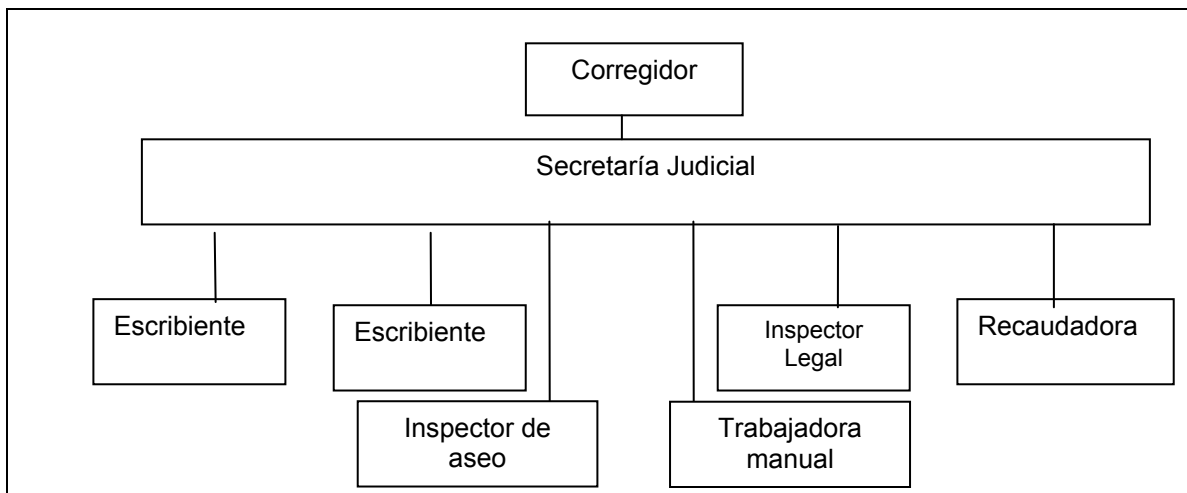 Corregidor
Secretaría Judicial
Escribiente
Escribiente
Inspector
Legal
Recaudadora
Inspector de
aseo
Trabajadora
manual